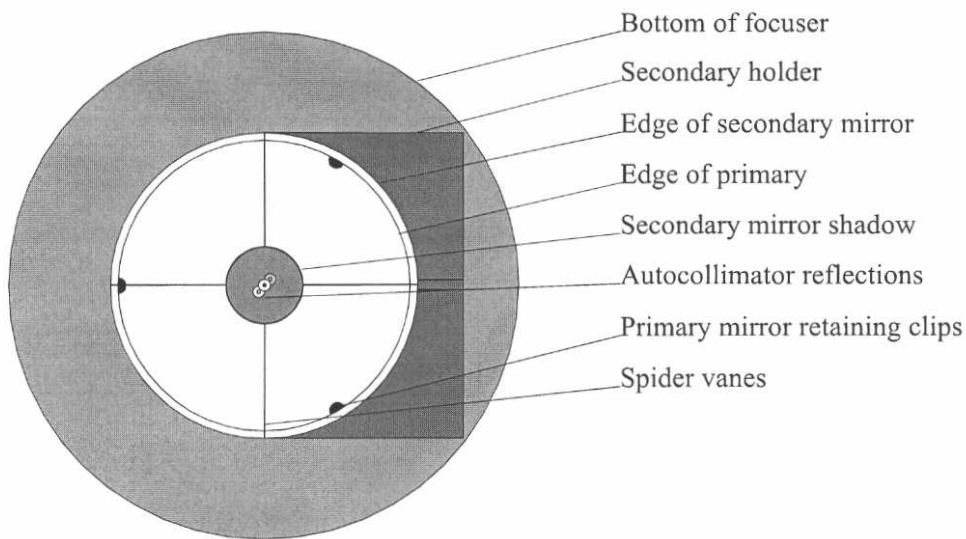 Bottom of focuser
Secondary holder
Edge of secondary mirror
Edge of primary
Secondary mirror shadow
Autocollimator reflections
Primary mirror retaining clips
Spider vanes